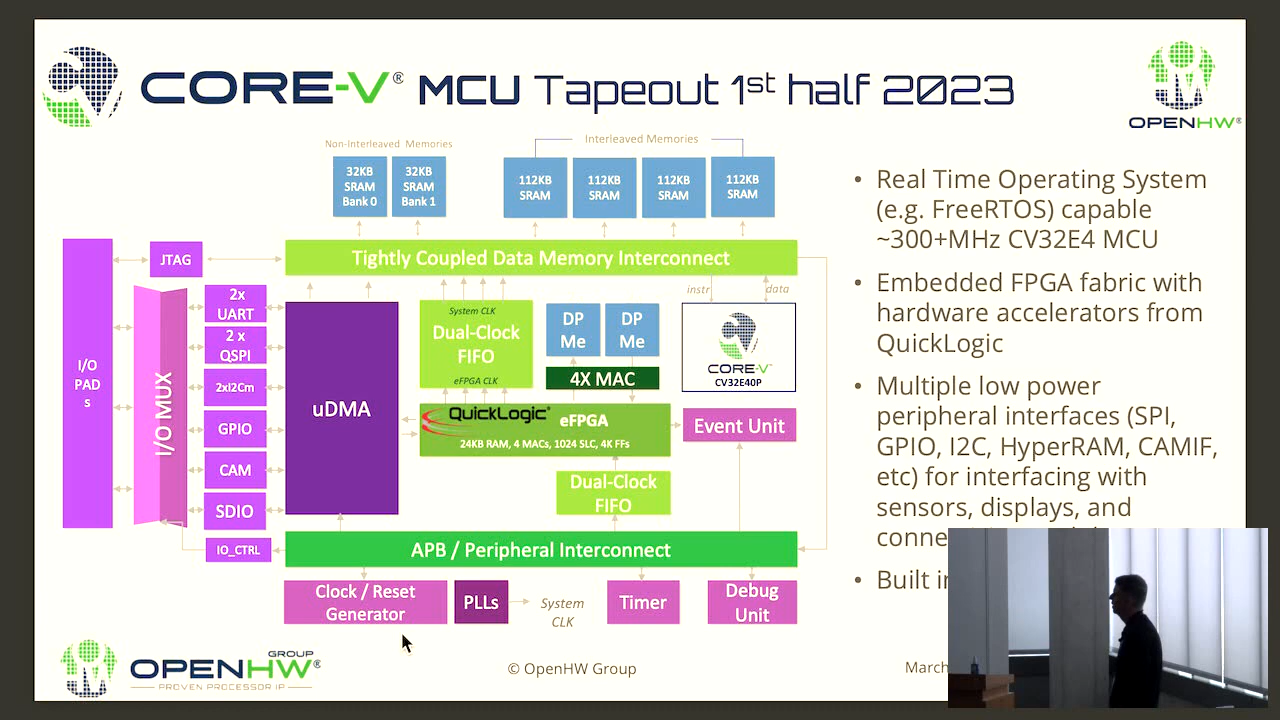 CORE-V® MCU Tapeout 1st half 2023
OPENHW®
Non-Interleaved Memories
Interleaved Memories
32KB
SRAM
Bank 0
32KB
SRAM
Bank 1
112KB
SRAM
112KB
SRAM
112KB
SRAM
112KB
SRAM
Tightly Coupled Data Memory Interconnect
JTAG
I/O
PAD
s
I/O MUX
2x
UART
2 x
QSPI
2xI2Cm
GPIO
CAM
SDIO
IO_CTRL
uDMA
System CLK
Dual-Clock
FIFO
eFPGA CLK
DP
Me
DP
Me
4X MAC
instr
data
CORE-V™
CV32E40P
QuickLogic®
eFPGA
24KB RAM, 4 MACs, 1024 SLC, 4K FFs
Event Unit
Dual-Clock
FIFO
APB / Peripheral Interconnect
Clock / Reset
Generator
PLLs
System
CLK
Timer
Debug
Unit
• Real Time Operating System
(e.g. FreeRTOS) capable
~300+MHz CV32E4 MCU
• Embedded FPGA fabric with
hardware accelerators from
QuickLogic
• Multiple low power
peripheral interfaces (SPI,
GPIO, I2C, HyperRAM, CAMIF,
etc) for interfacing with
sensors, displays, and
• Built
OPENHW®
GROUP
PROVEN PROCESSOR IP
© OpenHW Group
March